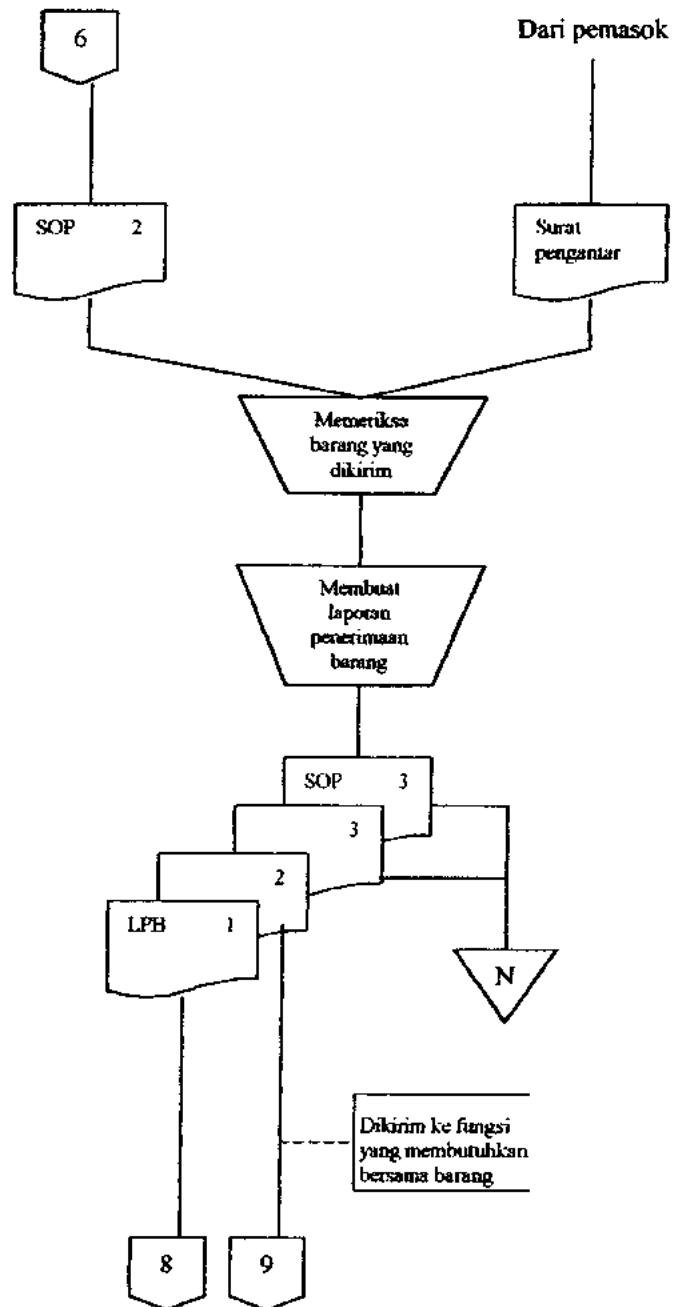 6
Dari pemasok
SOP 2
Surat
pengantar
Memeriksa
barang yang
dikirim
Membuat
laporan
penerimaan
barang
SOP 3
3
2
LPB 1
N
Dikirim ke fungsi
yang membutuhkan
bersama barang
8
9